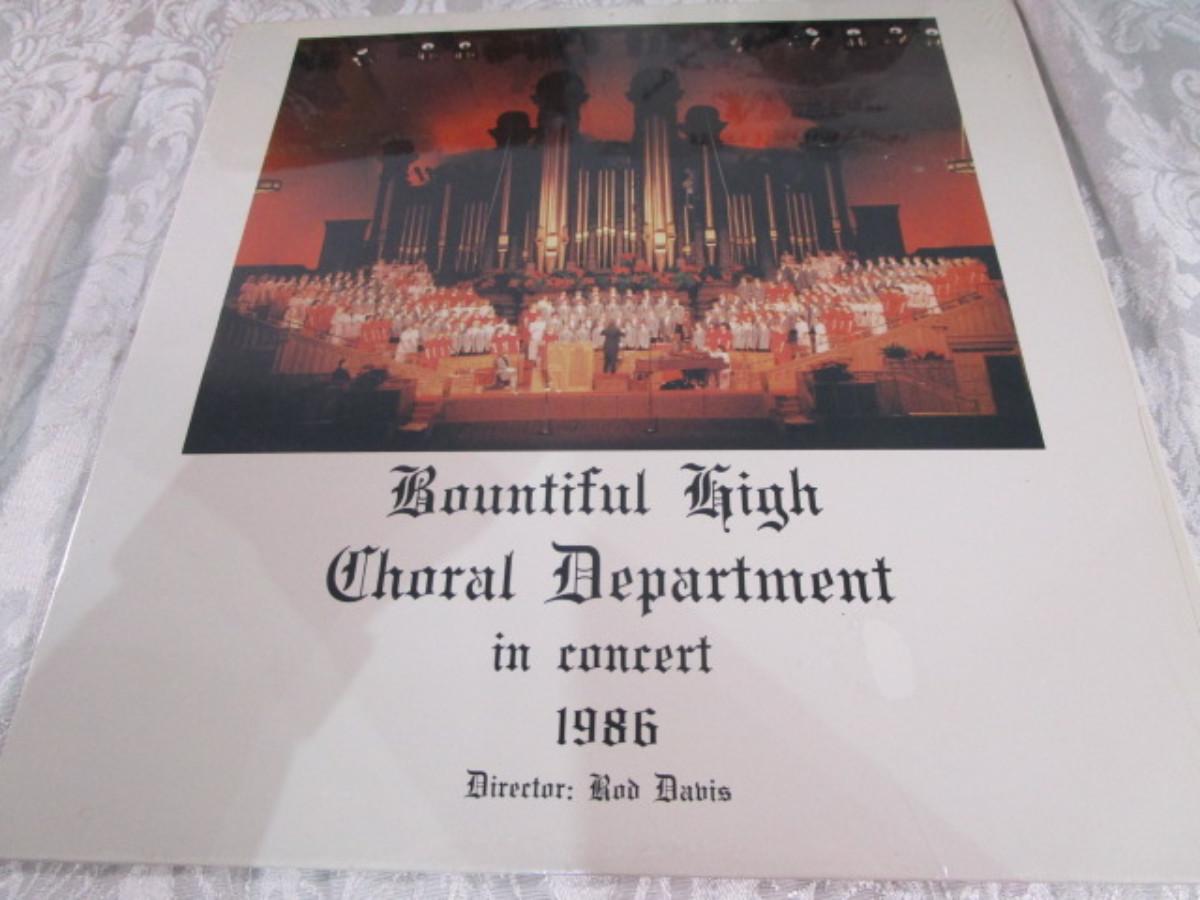 Bountiful High
Choral Department
in concert
1986
Director: Rod Davis